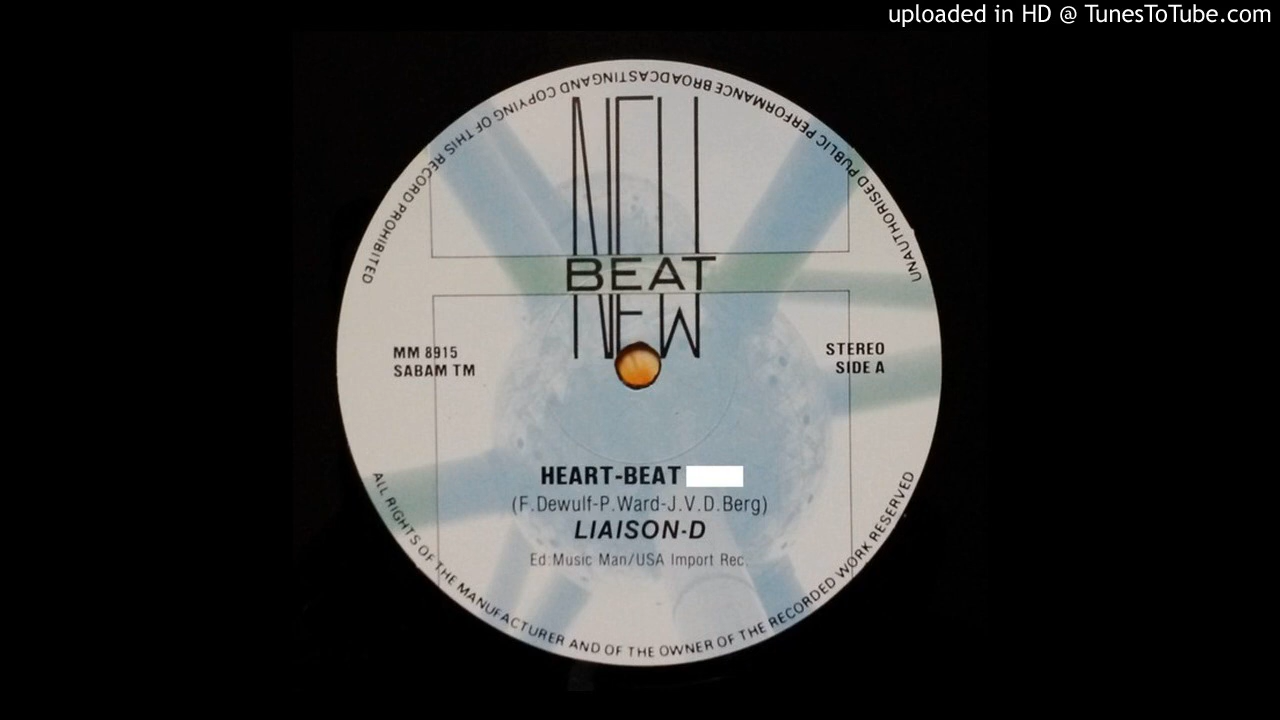 uploaded in HD @ TunesToTube.com
UNAUTHORISED PUBLIC PERFORMANCE BROADCASTING AND COPYING OF THIS RECORD PROHIBITED
NEW
BEAT
NEW
MM 8915
SABAM TM
STEREO
SIDE A
HEART-BEAT
(F.Dewulf-P.Ward-J.V.D.Berg)
LIAISON-D
Ed:Music Man/USA Import Rec.
ALL RIGHTS OF THE MANUFACTURER AND OF THE OWNER OF THE RECORDED WORK RESERVED